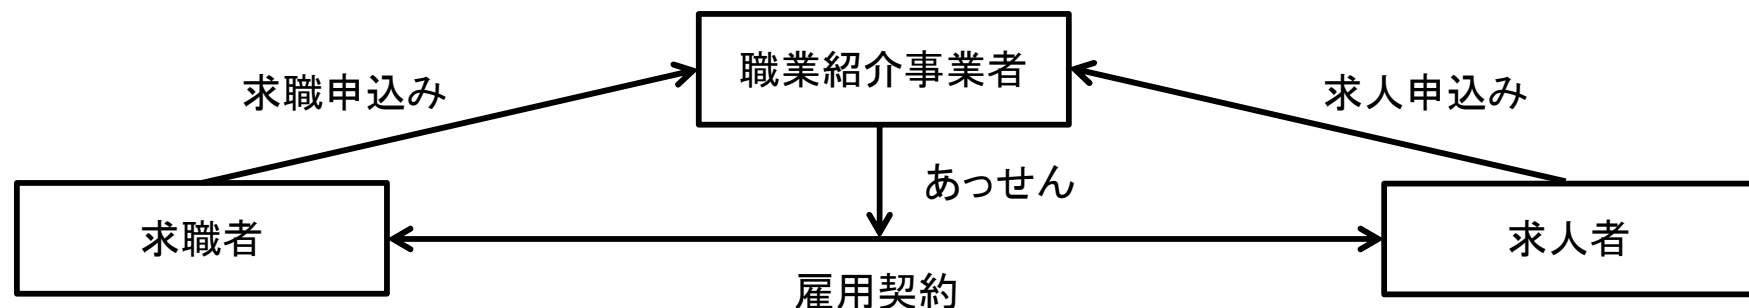 職業紹介事業者
求職申込み
求人申込み
あっせん
求職者
求人者
雇用契約